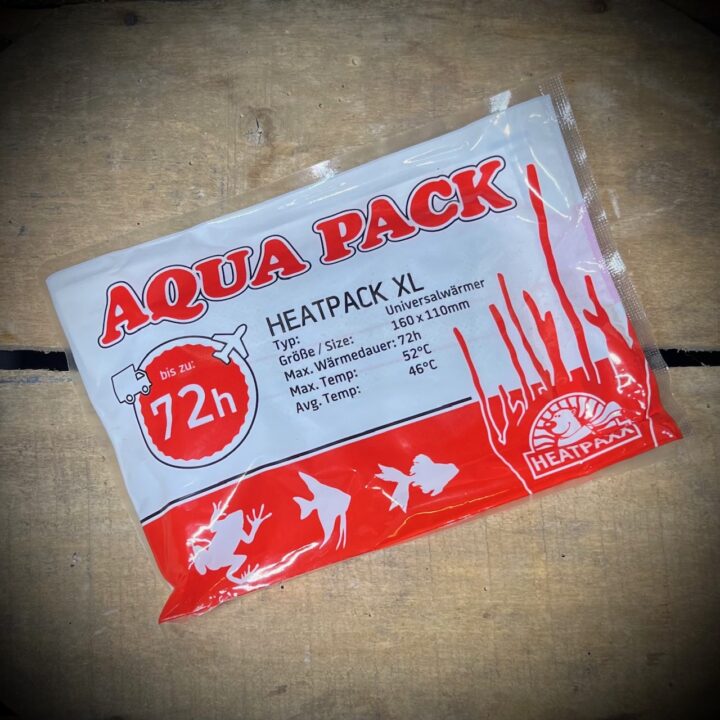 AQUA PACK
HEATPACK XL
Typ: Universalwärmer
Größe / Size: 160 x 110mm
Max. Wärmedauer: 72h
Max. Temp: 52°C
Avg. Temp: 46°C
bis zu:
72h
HEATPAXX